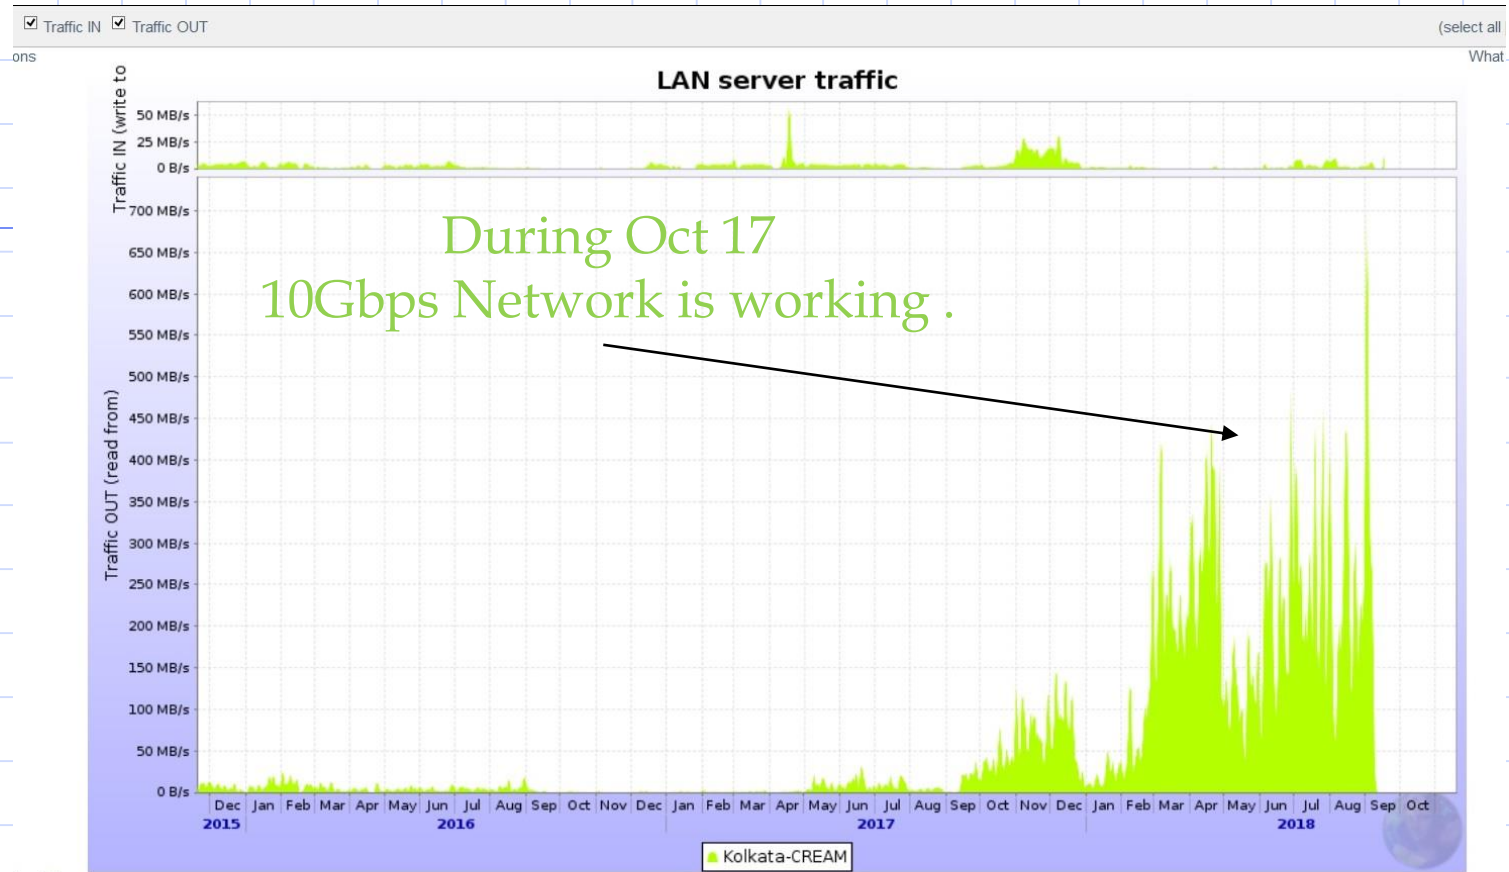 Traffic IN Traffic OUT (select all
ons What
LAN server traffic
Traffic IN (write to
50 MB/s
25 MB/s
0 B/s
Traffic OUT (read from)
700 MB/s
650 MB/s
600 MB/s
550 MB/s
500 MB/s
450 MB/s
400 MB/s
350 MB/s
300 MB/s
250 MB/s
200 MB/s
150 MB/s
100 MB/s
50 MB/s
0 B/s
During Oct 17
10Gbps Network is working .
Dec Jan Feb Mar Apr May Jun Jul Aug Sep Oct Nov Dec Jan Feb Mar Apr May Jun Jul Aug Sep Oct Nov Dec Jan Feb Mar Apr May Jun Jul Aug Sep Oct
2015 2016 2017 2018
Kolkata-CREAM